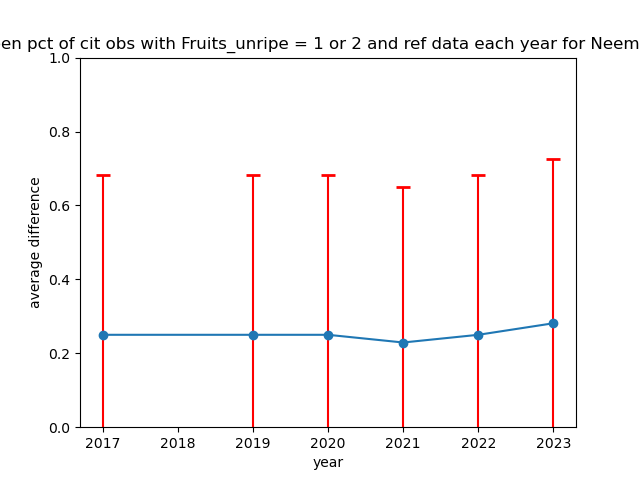 en pct of cit obs with Fruits_unripe = 1 or 2 and ref data each year for Neem
1.0
0.8
0.6
0.4
0.2
0.0
average difference
2017 2018 2019 2020 2021 2022 2023
year